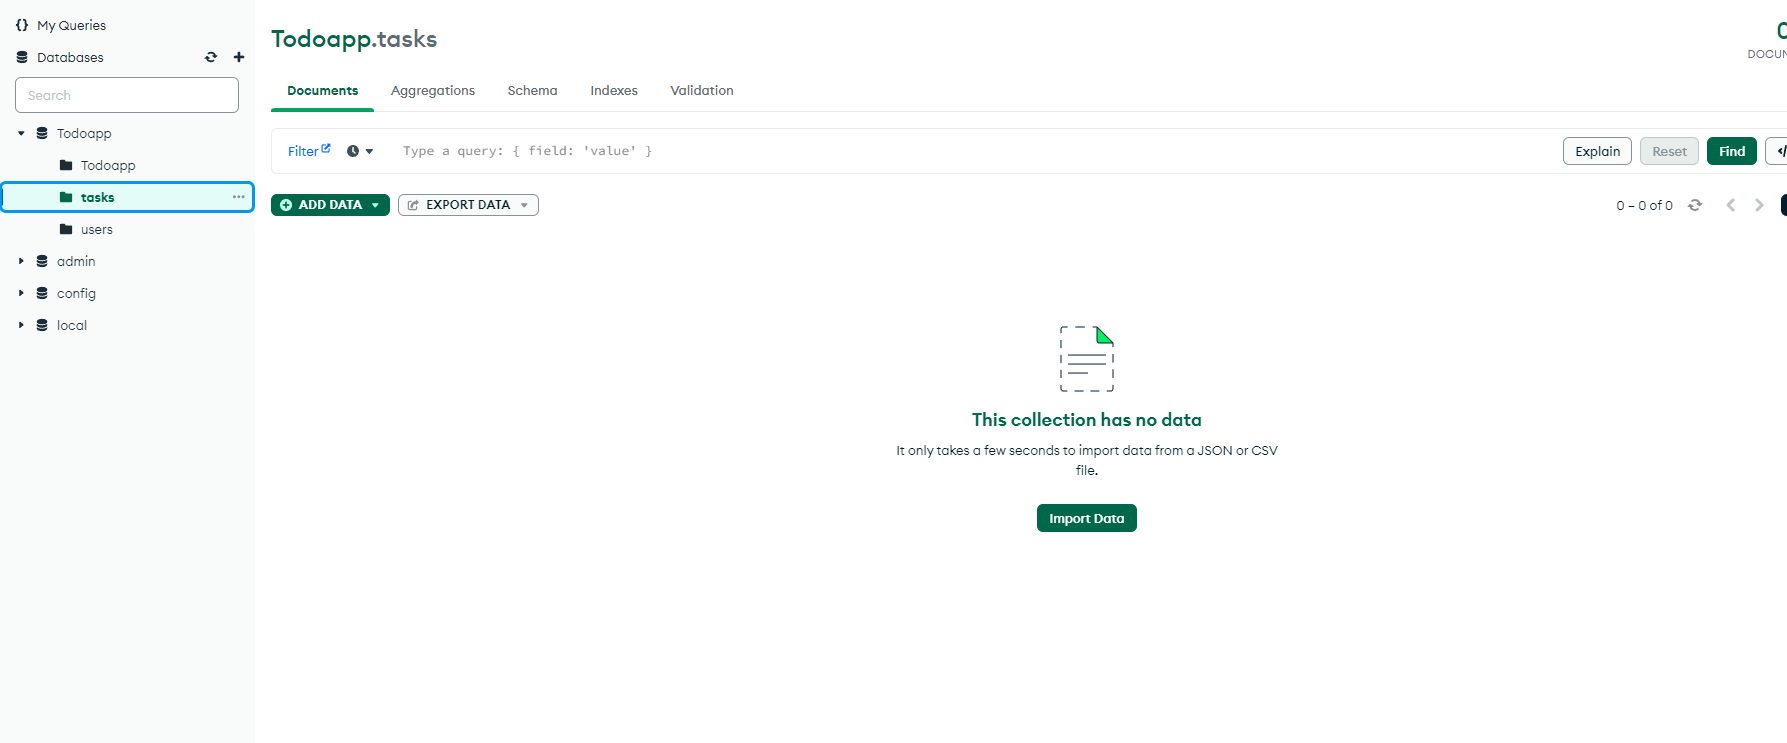 My Queries
Databases
Search
Todoapp
Todoapp
tasks
users
admin
config
local
Todoapp.tasks
Documents Aggregations Schema Indexes Validation
Filter Type a query: { field: 'value' } Explain Reset Find
ADD DATA EXPORT DATA 0 – 0 of 0
This collection has no data
It only takes a few seconds to import data from a JSON or CSV
file.
Import Data